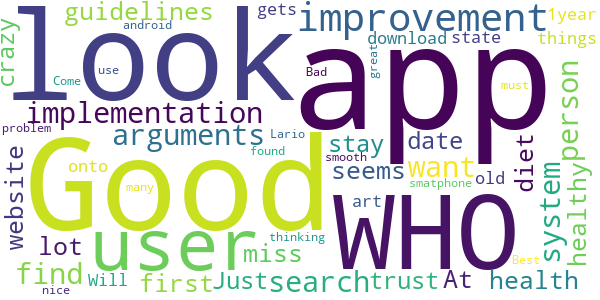 crazy
guidelines
android
gets
improvement
1year
Come
use
look
download
state
things
Bad
great
app
must
implementation
problem
arguments
Lario
stay
date
person
website
onto
Good
found
smooth
seems
want
diet
many
art
old
smatphone
WHO
system
healthy
lot
user
miss
thinking
find
Will
first
Just
search
trust
At
health
Best
nice